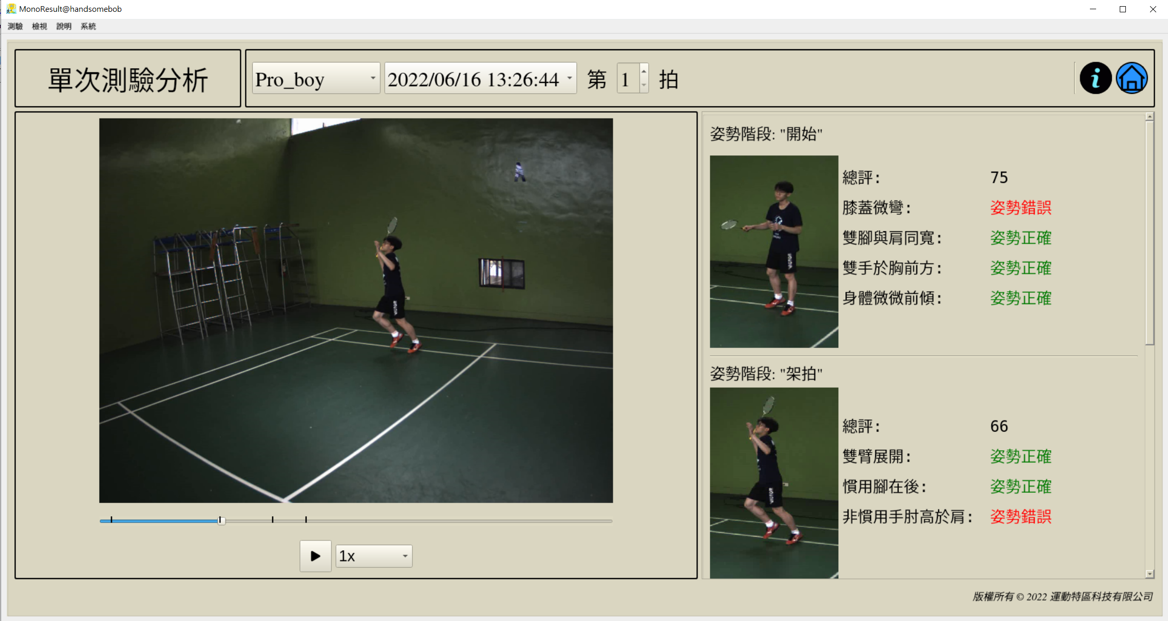 MonoResult@handsomebob
測驗 檢視 說明 系統
單次測驗分析
Pro_boy 2022/06/16 13:26:44 第 1 拍
姿勢階段: "開始"
總評: 75
膝蓋微彎: 姿勢錯誤
雙腳與肩同寬: 姿勢正確
雙手於胸前方: 姿勢正確
身體微微前傾: 姿勢正確
姿勢階段: "架拍"
總評: 66
雙臂展開: 姿勢正確
慣用腳在後: 姿勢正確
非慣用手肘高於肩: 姿勢錯誤
1x
版權所有 © 2022 運動特區科技有限公司